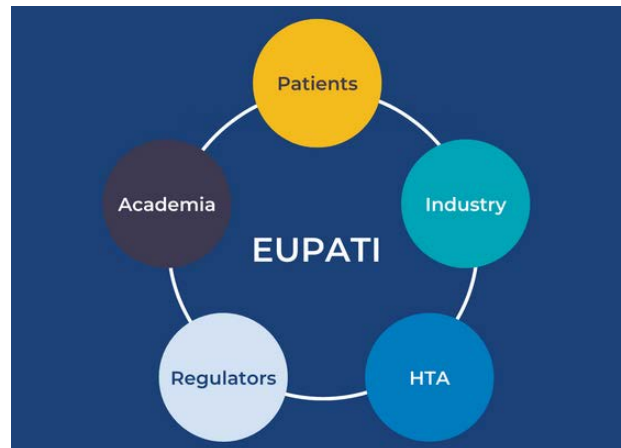 Patients
Academia
Industry
EUPATI
Regulators
HTA